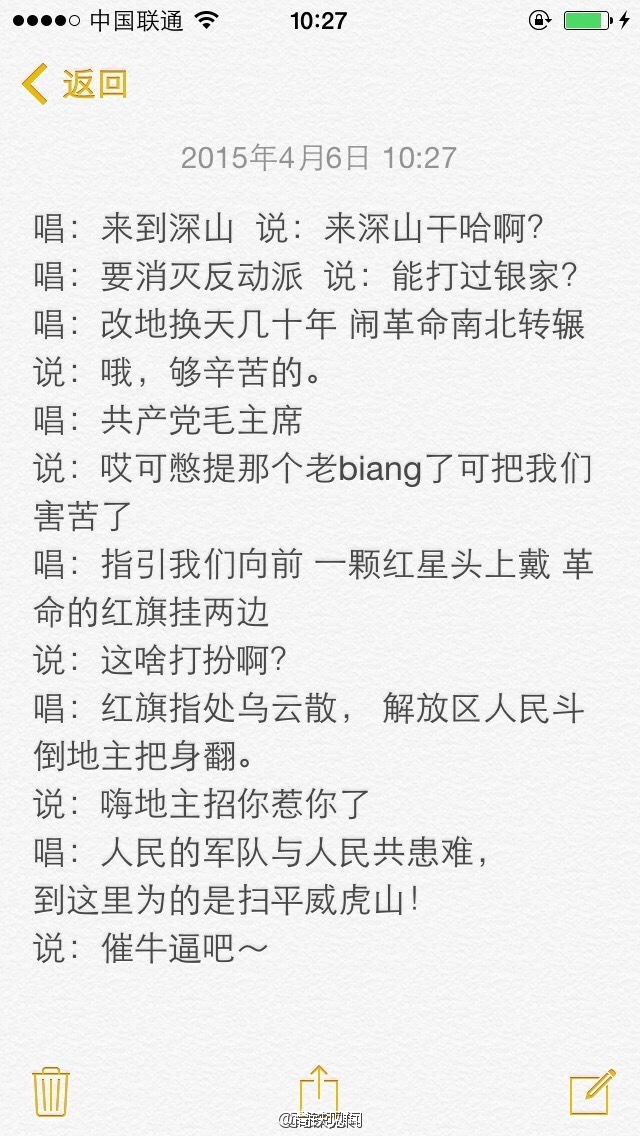 中国联通 10:27
返回
2015年4月6日 10:27
唱：来到深山 说：来深山干哈啊？
唱：要消灭反动派 说：能打过银家？
唱：改地换天几十年 闹革命南北转辗
说：哦，够辛苦的。
唱：共产党毛主席
说：哎可憋提那个老biang了可把我们
害苦了
唱：指引我们向前 一颗红星头上戴 革
命的红旗挂两边
说：这啥打扮啊？
唱：红旗指处乌云散， 解放区人民斗
倒地主把身翻。
说：嗨地主招你惹你了
唱：人民的军队与人民共患难，
到这里为的是扫平威虎山！
说：催牛逼吧～